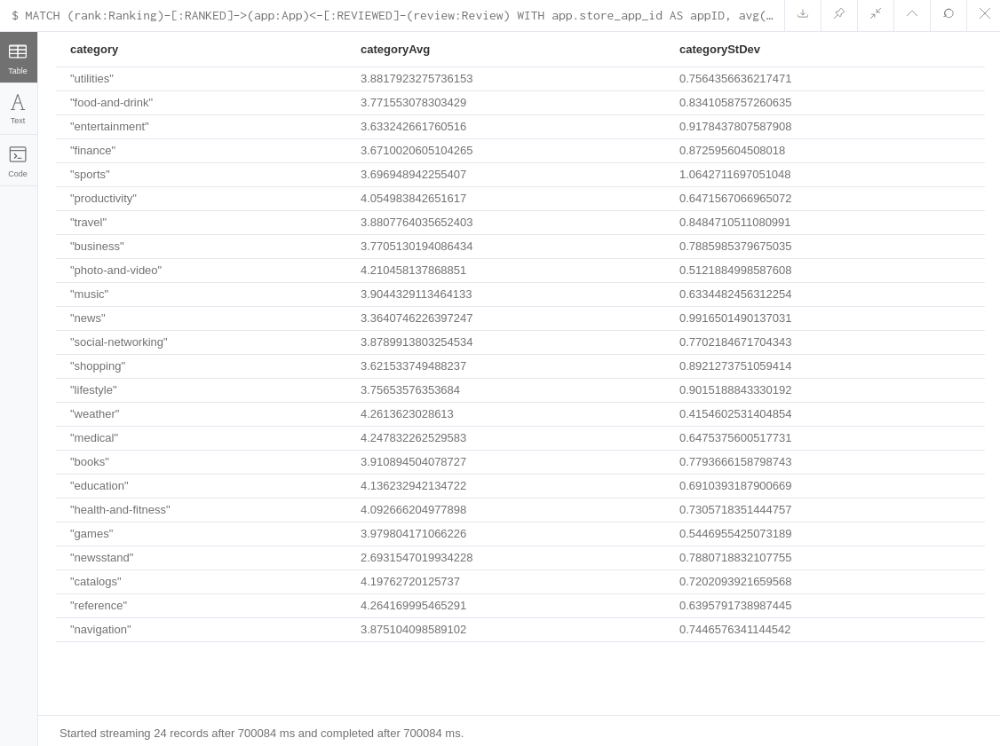 $ MATCH (rank:Ranking)-[:RANKED]->(app:App)<-[:REVIEWED]-(review:Review) WITH app.store_app_id AS appID, avg(…
Table
Text
Code
category categoryAvg categoryStDev
"utilities" 3.8817923275736153 0.7564356636217471
"food-and-drink" 3.771553078303429 0.8341058757260635
"entertainment" 3.633242661760516 0.9178437807587908
"finance" 3.6710020605104265 0.872595604508018
"sports" 3.696948942255407 1.0642711697051048
"productivity" 4.054983842651617 0.6471567066965072
"travel" 3.8807764035652403 0.8484710511080991
"business" 3.7705130194086434 0.7885985379675035
"photo-and-video" 4.210458137868851 0.5121884998587608
"music" 3.9044329113464133 0.6334482456312254
"news" 3.3640746226397247 0.9916501490137031
"social-networking" 3.8789913803254534 0.7702184671704343
"shopping" 3.621533749488237 0.8921273751059414
"lifestyle" 3.75653576353684 0.9015188843330192
"weather" 4.2613623028613 0.4154602531404854
"medical" 4.247832262529583 0.6475375600517731
"books" 3.910894504078727 0.7793666158798743
"education" 4.136232942134722 0.6910393187900669
"health-and-fitness" 4.092666204977898 0.7305718351444757
"games" 3.979804171066226 0.5446955425073189
"newsstand" 2.6931547019934228 0.7880718832107755
"catalogs" 4.19762720125737 0.7202093921659568
"reference" 4.264169995465291 0.6395791738987445
"navigation" 3.875104098589102 0.7446576341144542
Started streaming 24 records after 700084 ms and completed after 700084 ms.